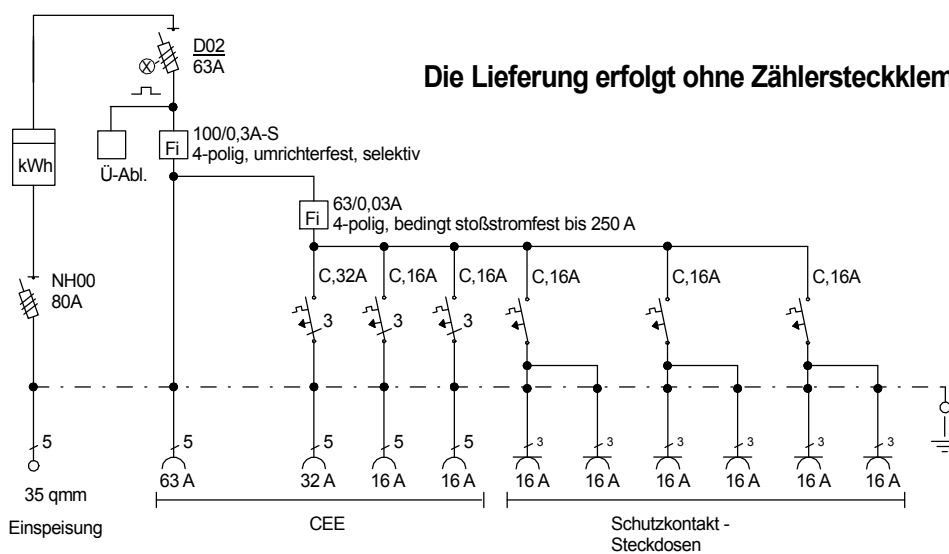 D02
63A
Die Lieferung erfolgt ohne
100/0,3A-S
4-polig, umrichterfest, selektiv
Fi
kWh
Ü-Abl.
63/0,03A
4-polig, bedingt stoßstromfest bis 250 A
Fi
NH00
80A
C,32A C,16A C,16A C,16A C,16A C,16A
3 3 3
5 5 5 5 5 3 3 3 3 3 3
63 A 32 A 16 A 16 A 16 A 16 A 16 A 16 A 16 A 16 A
35 qmm
Einspeisung
CEE
Schutzkontakt -
Steckdosen